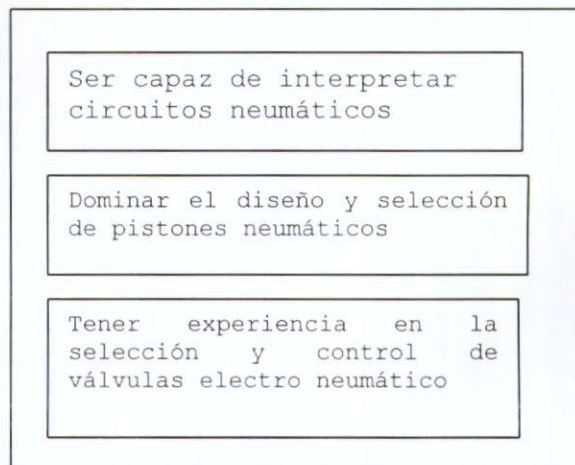 Ser capaz de interpretar
circuitos neumáticos
Dominar el diseño y selección
de pistones neumáticos
Tener experiencia en la
selección y control de
válvulas electro neumático